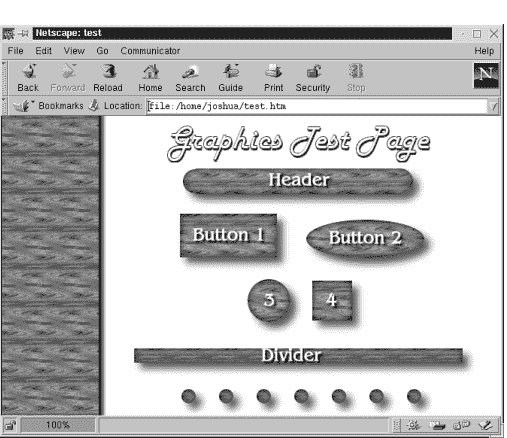 Netscape: test
File Edit View Go Communicator Help
Back Forward Reload Home Search Guide Print Security Stop
N
Bookmarks Location: file:/home/joshua/test.htm
Graphics Test Page
Header
Button 1 Button 2
3 4
Divider
100%